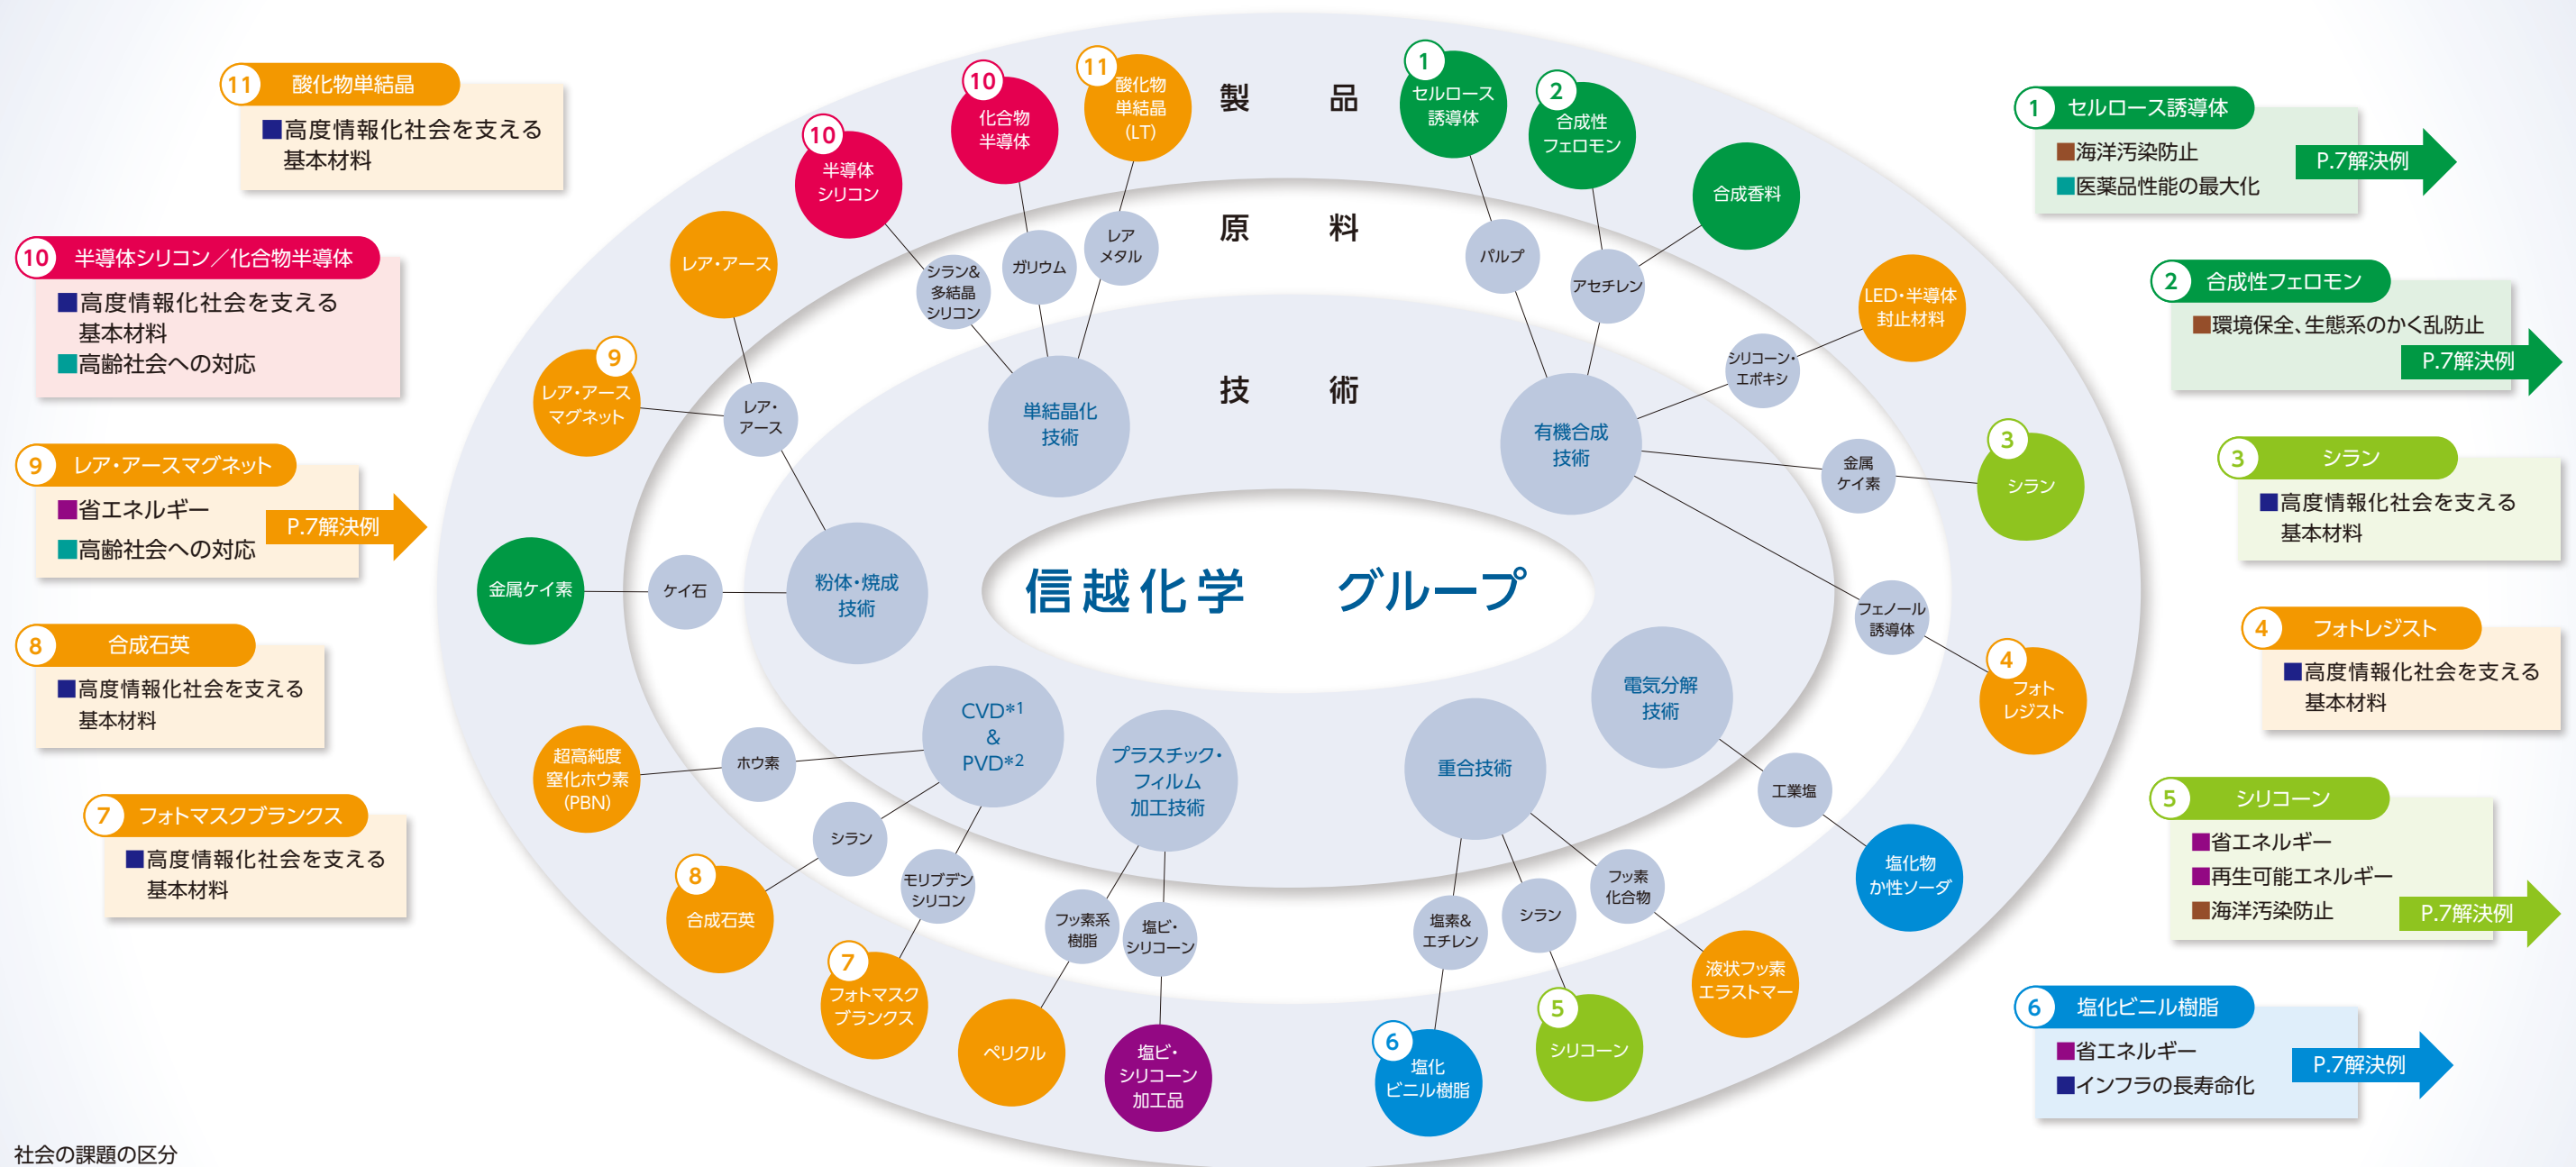 製　品
原　料
技　術
信越化学　グループ
11
酸化物単結晶
■高度情報化社会を支える
基本材料
10
半導体シリコン／化合物半導体
■高度情報化社会を支える
基本材料
■高齢社会への対応
9
レア・アースマグネット
■省エネルギー
■高齢社会への対応
P.7解決例
8
合成石英
■高度情報化社会を支える
基本材料
7
フォトマスクブランクス
■高度情報化社会を支える
基本材料
1
セルロース誘導体
■海洋汚染防止
■医薬品性能の最大化
P.7解決例
2
合成性フェロモン
■環境保全、生態系のかく乱防止
P.7解決例
3
シラン
■高度情報化社会を支える
基本材料
4
フォトレジスト
■高度情報化社会を支える
基本材料
5
シリコーン
■省エネルギー
■再生可能エネルギー
■海洋汚染防止
P.7解決例
6
塩化ビニル樹脂
■省エネルギー
■インフラの長寿命化
P.7解決例
10
半導体
シリコン
10
化合物
半導体
11
酸化物
単結晶
(LT)
1
セルロース
誘導体
2
合成性
フェロモン
合成香料
LED・半導体
封止材料
3
シラン
4
フォト
レジスト
塩化物
か性ソーダ
液状フッ素
エラストマー
5
シリコーン
6
塩化
ビニル樹脂
塩ビ・
シリコーン
加工品
ペリクル
7
フォトマスク
ブランクス
8
合成石英
超高純度
窒化ホウ素
(PBN)
金属ケイ素
9
レア・アース
マグネット
レア・アース
シラン&
多結晶
シリコン
ガリウム
レア
メタル
パルプ
アセチレン
シリコーン・
エポキシ
金属
ケイ素
フェノール
誘導体
工業塩
フッ素
化合物
シラン
塩素&
エチレン
塩ビ・
シリコーン
フッ素系
樹脂
モリブデン
シリコン
シラン
ホウ素
ケイ石
レア・
アース
単結晶化
技術
有機合成
技術
電気分解
技術
重合技術
プラスチック・
フィルム
加工技術
CVD*1
&
PVD*2
粉体・焼成
技術
社会の課題の区分